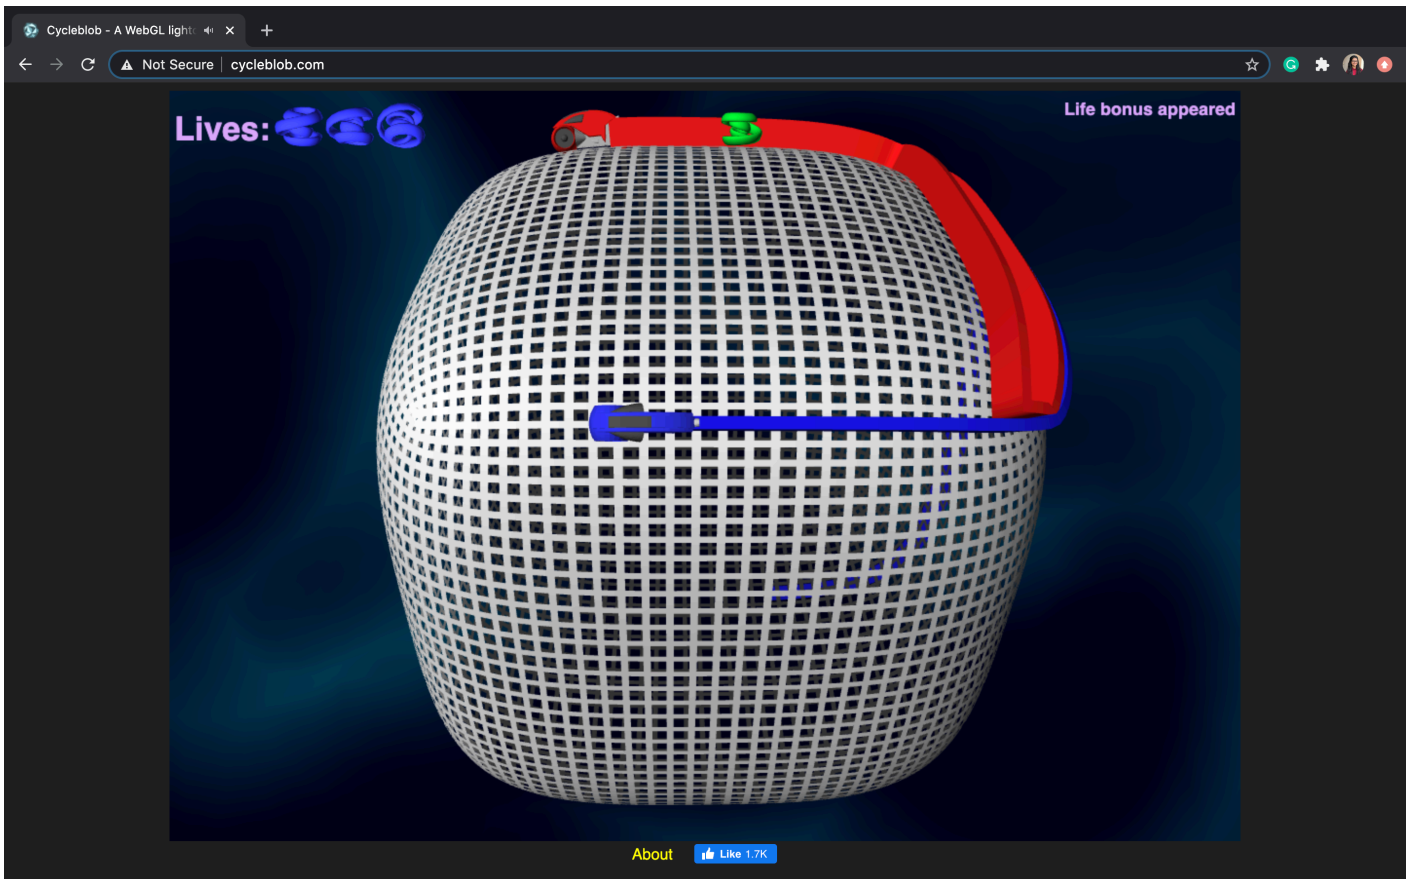 Cycleblob - A WebGL light
Not Secure cycleblob.com
Lives:
Life bonus appeared
About
Like 1.7K